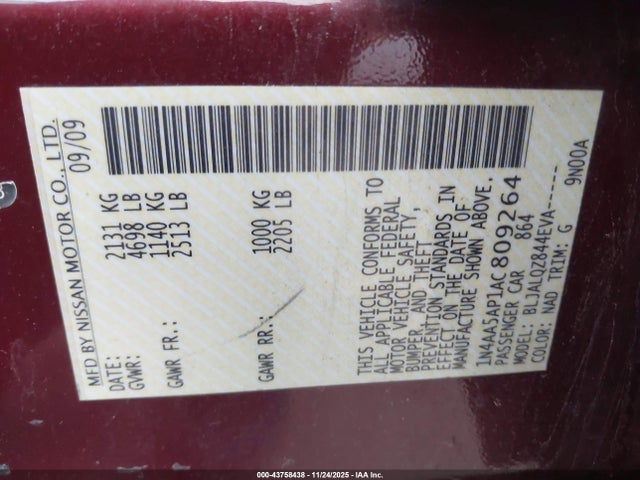 MFD BY NISSAN MOTOR CO., LTD.
DATE: 09/09
GVWR: 2131 KG
4698 LB
GAWR FR.: 1140 KG
2513 LB
GAWR RR.: 1000 KG
2205 LB
THIS VEHICLE CONFORMS TO
ALL APPLICABLE FEDERAL
MOTOR VEHICLE SAFETY,
BUMPER, AND THEFT
PREVENTION STANDARDS IN
EFFECT ON THE DATE OF
MANUFACTURE SHOWN ABOVE.
1N4AA5AP1AC 809264
PASSENGER CAR 864
MODEL: BLJALQZ844EVA-----
COLOR: NAD TRIM: G 9N00A
000-43758438 - 11/24/2025 - IAA Inc.